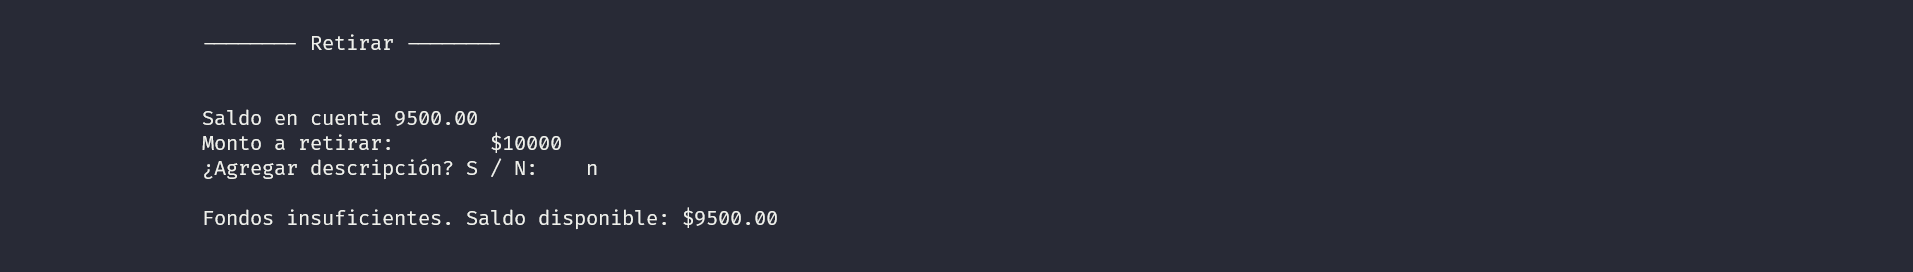 -------- Retirar --------
Saldo en cuenta 9500.00
Monto a retirar:        $10000
¿Agregar descripción? S / N:    n
Fondos insuficientes. Saldo disponible: $9500.00